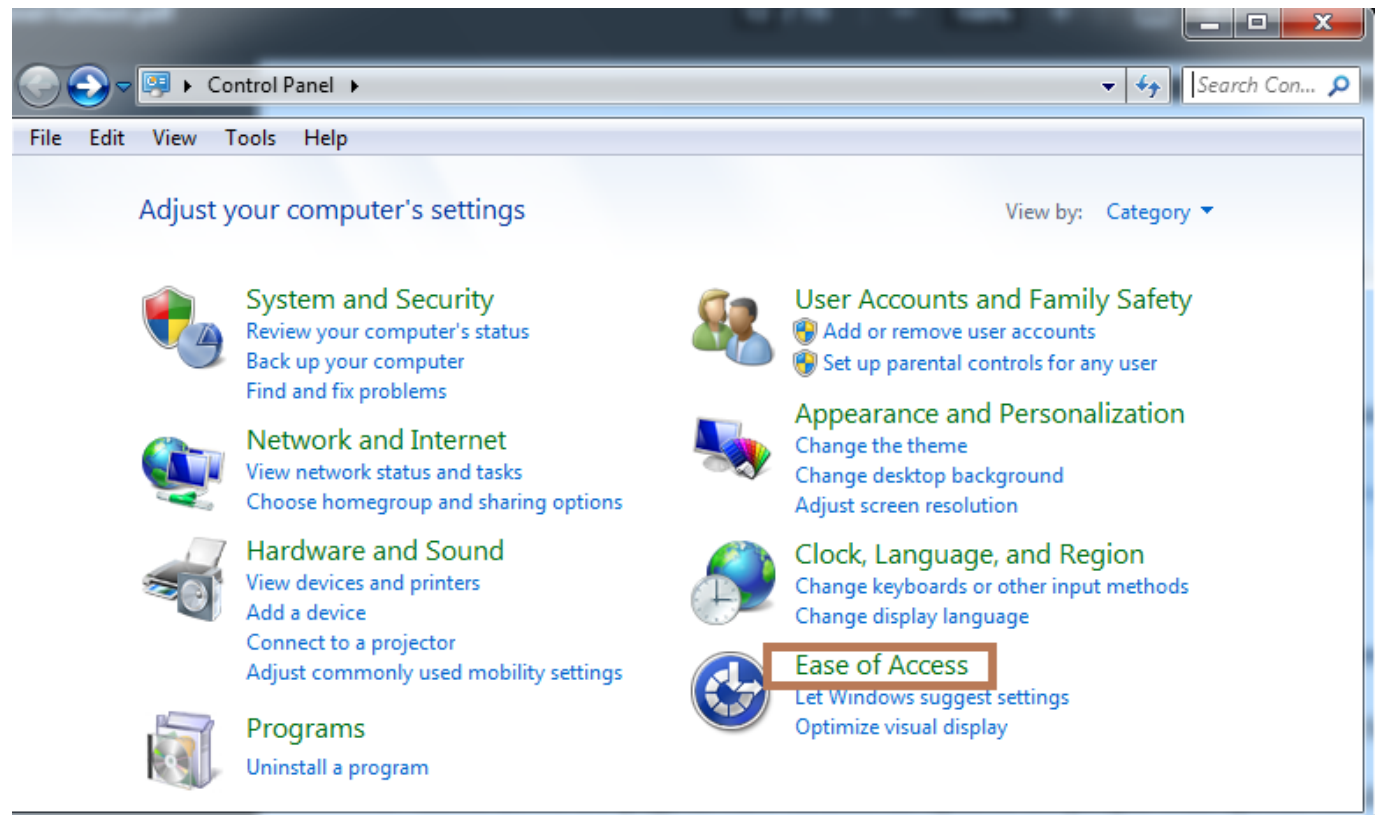 Control Panel
Search Con...
File Edit View Tools Help
Adjust your computer's settings
View by: Category
System and Security
Review your computer's status
Back up your computer
Find and fix problems
Network and Internet
View network status and tasks
Choose homegroup and sharing options
Hardware and Sound
View devices and printers
Add a device
Connect to a projector
Adjust commonly used mobility settings
Programs
Uninstall a program
User Accounts and Family Safety
Add or remove user accounts
Set up parental controls for any user
Appearance and Personalization
Change the theme
Change desktop background
Adjust screen resolution
Clock, Language, and Region
Change keyboards or other input methods
Change display language
Ease of Access
Let Windows suggest settings
Optimize visual display